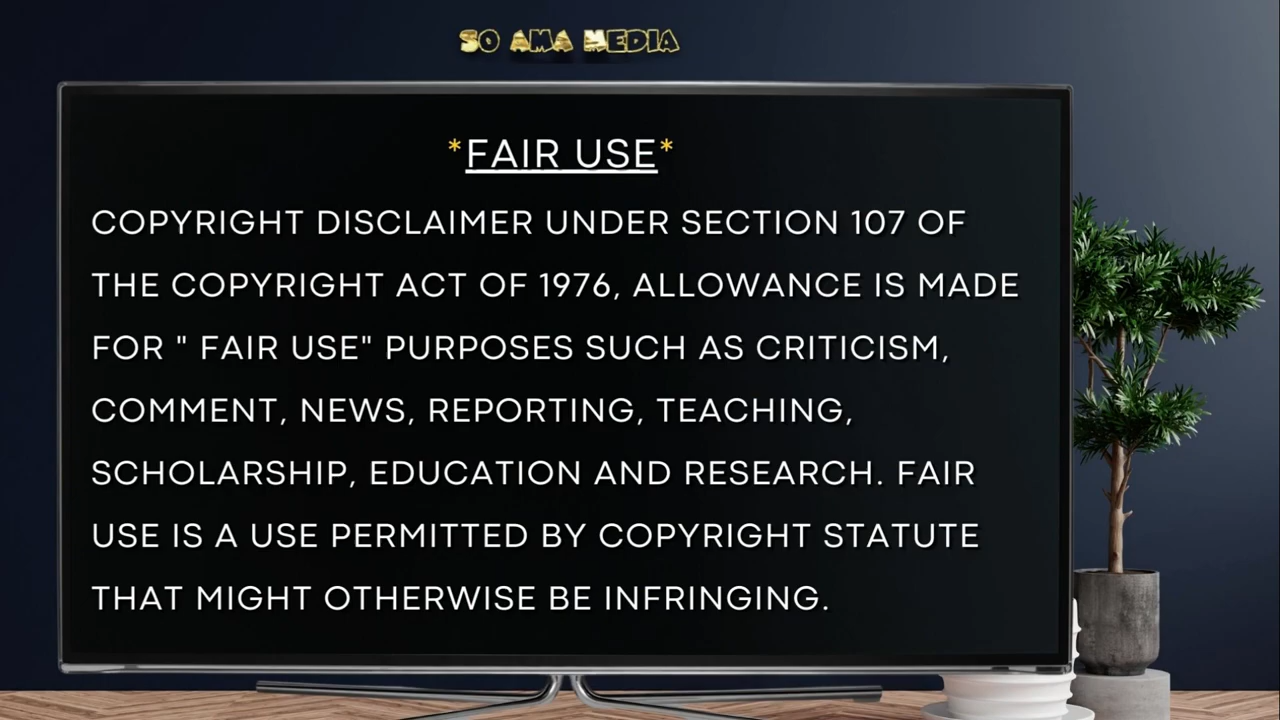 SO AMA MEDIA
*FAIR USE*
COPYRIGHT DISCLAIMER UNDER SECTION 107 OF
THE COPYRIGHT ACT OF 1976, ALLOWANCE IS MADE
FOR " FAIR USE" PURPOSES SUCH AS CRITICISM,
COMMENT, NEWS, REPORTING, TEACHING,
SCHOLARSHIP, EDUCATION AND RESEARCH. FAIR
USE IS A USE PERMITTED BY COPYRIGHT STATUTE
THAT MIGHT OTHERWISE BE INFRINGING.